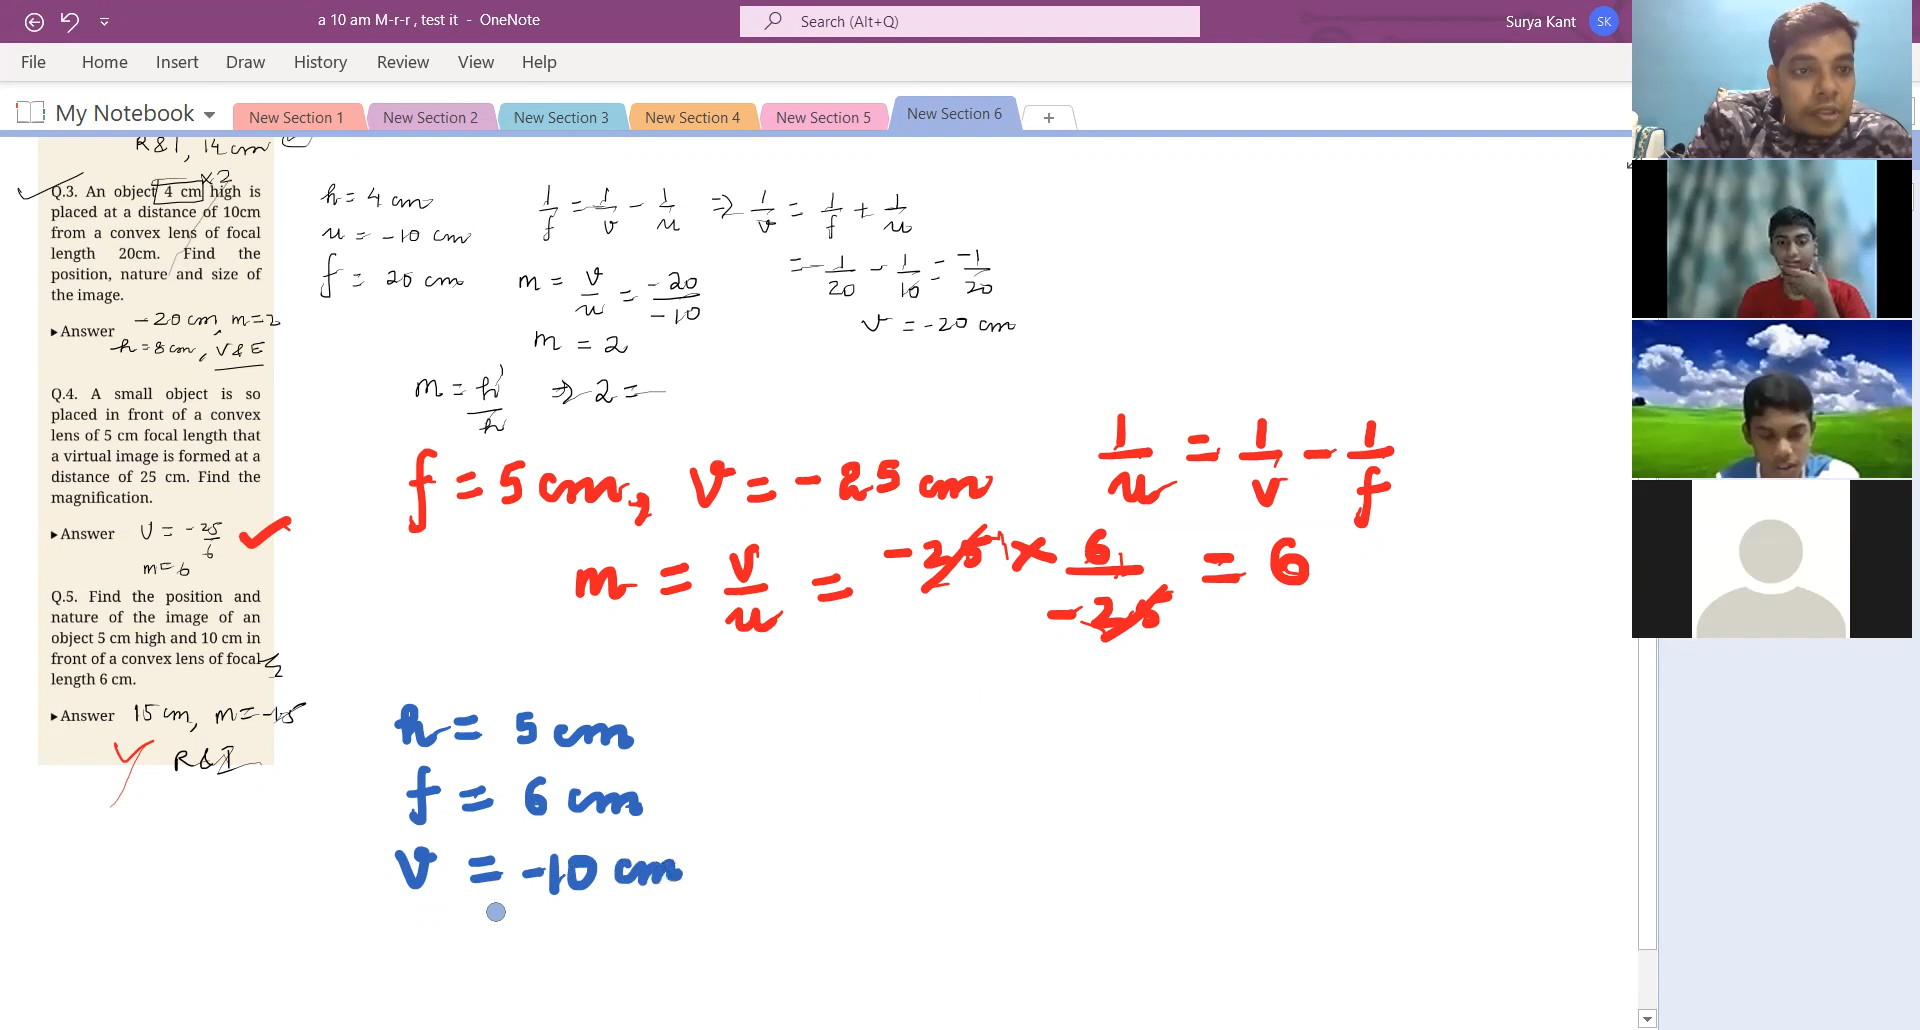 a 10 am M-r-r , test it - OneNote
Search (Alt+Q)
Surya Kant SK
File Home Insert Draw History Review View Help
My Notebook
New Section 1 New Section 2 New Section 3 New Section 4 New Section 5 New Section 6 +
R & I, 14 cm
×2
Q.3. An object 4 cm high is
placed at a distance of 10cm
from a convex lens of focal
length 20cm. Find the
position, nature and size of
the image.
▸Answer -20 cm, m=2
h=8cm, V & E
Q.4. A small object is so
placed in front of a convex
lens of 5 cm focal length that
a virtual image is formed at a
distance of 25 cm. Find the
magnification.
▸Answer V = -25/6
m=6
Q.5. Find the position and
nature of the image of an
object 5 cm high and 10 cm in
front of a convex lens of focal
length 6 cm.
▸Answer 15 cm, m=-1.5
R & I
h = 4 cm
u = -10 cm
f = 20 cm
1/f = 1/v - 1/u ⇒ 1/v = 1/f + 1/u
= 1/20 - 1/10 = -1/20
v = -20 cm
m = v/u = -20/-10
m = 2
m = h'/h ⇒ 2 =
f = 5 cm, v = -25 cm
1/u = 1/v - 1/f
m = v/u = -25 × 6/-25 = 6
h = 5 cm
f = 6 cm
v = -10 cm